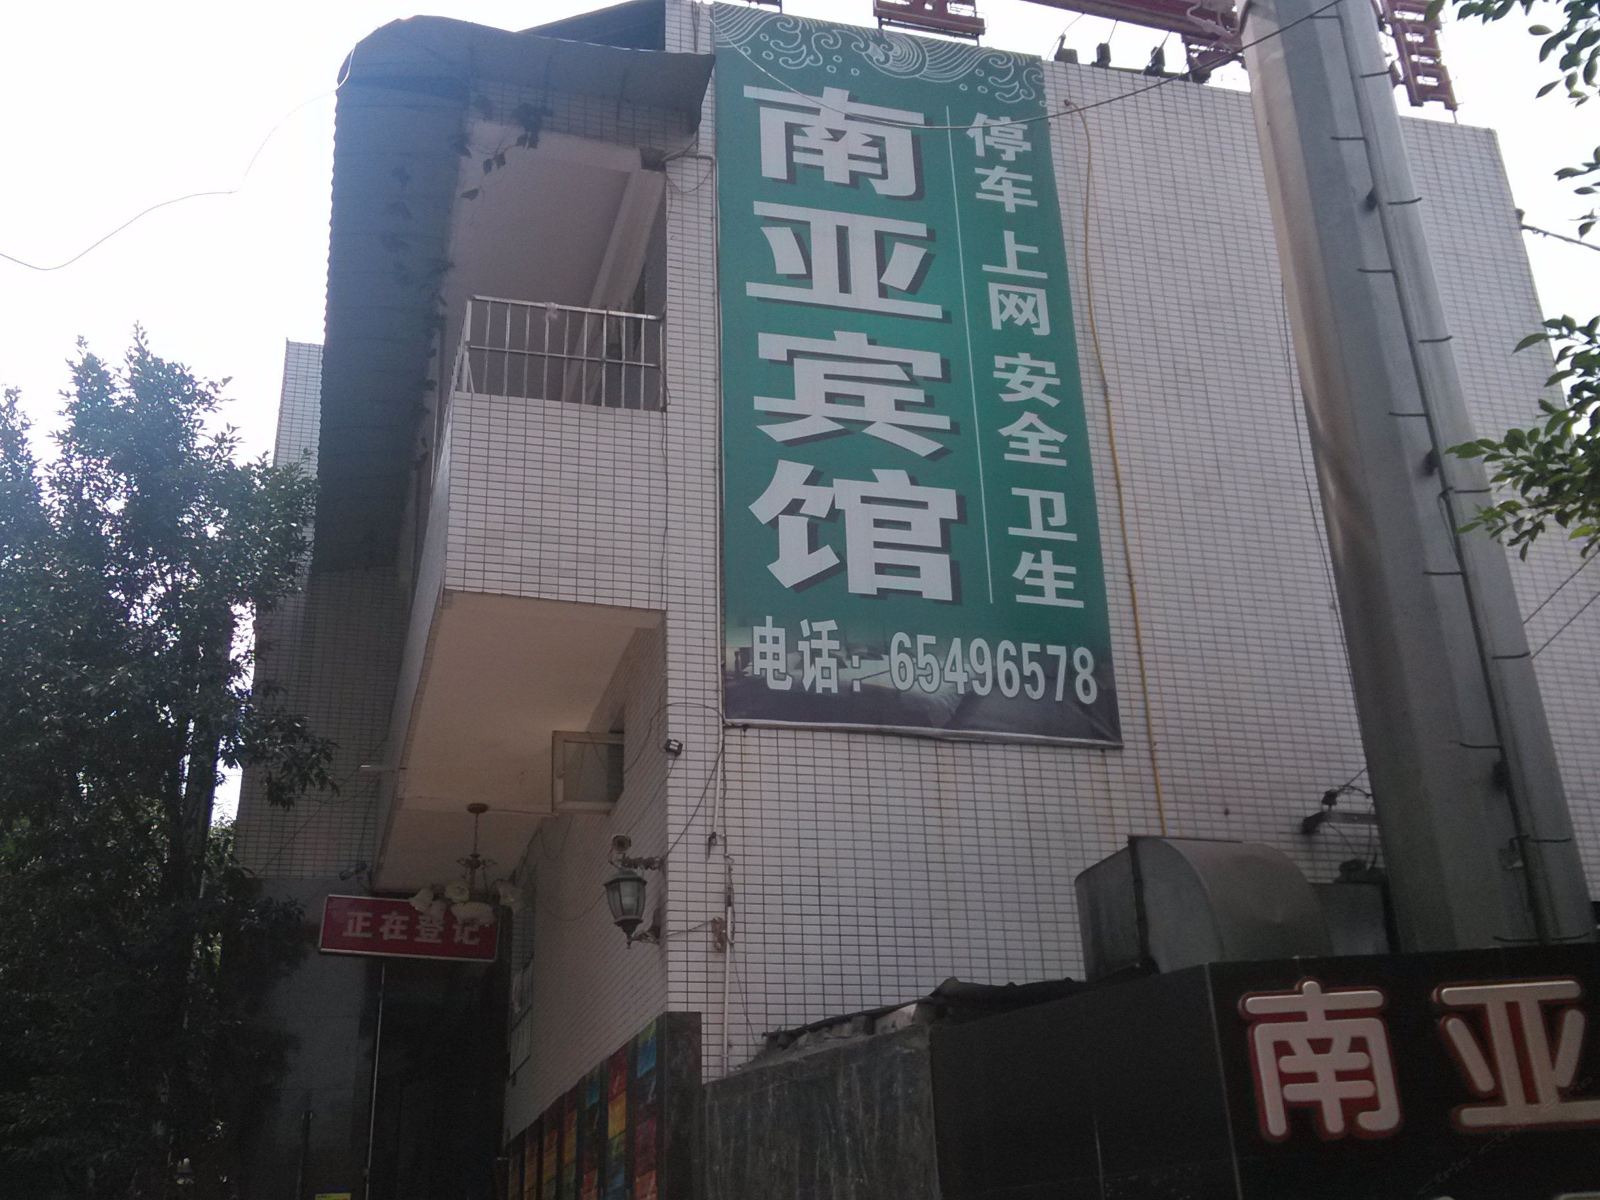 南亚宾馆
停车 上网 安全 卫生
电话：65496578
正在登记
南亚